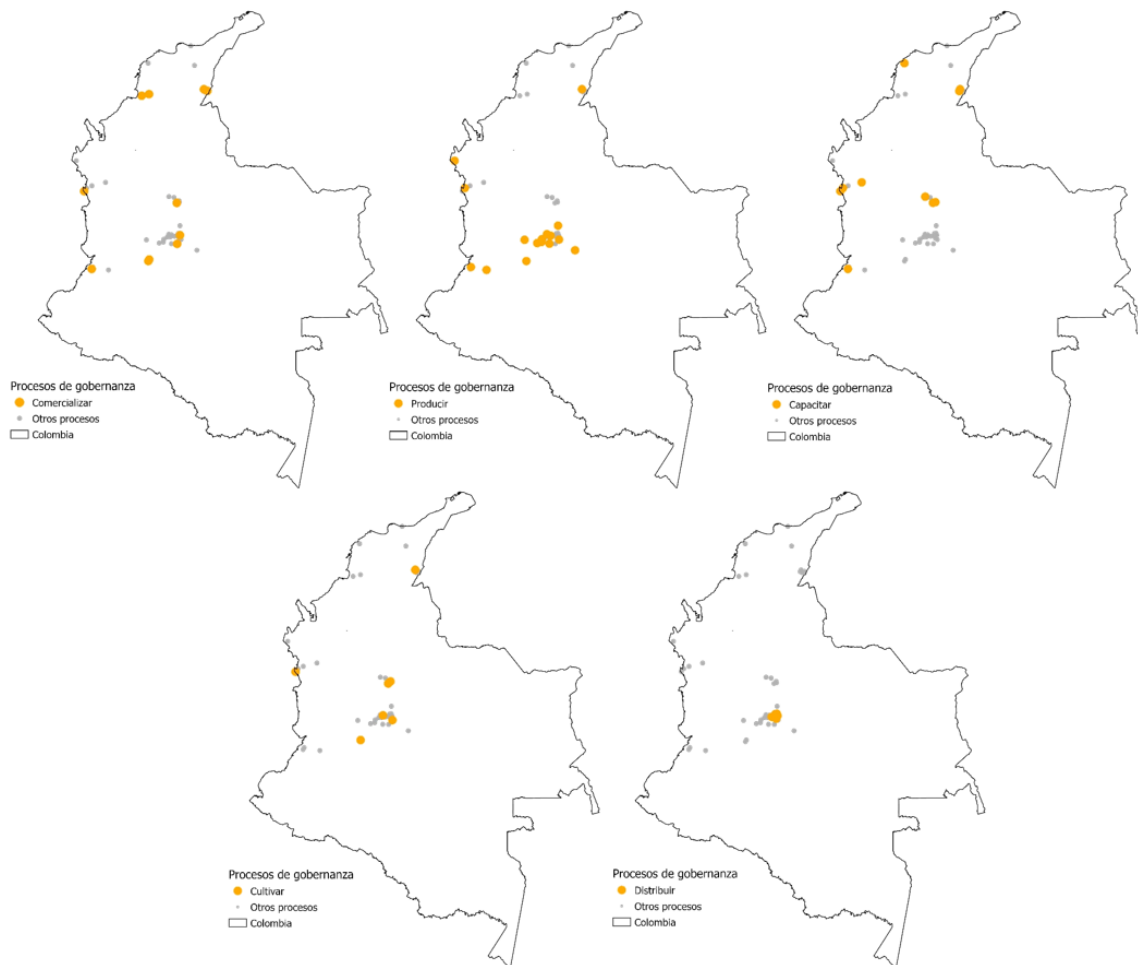 Procesos de gobernanza
Comercializar
Otros procesos
Colombia
Procesos de gobernanza
Producir
Otros procesos
Colombia
Procesos de gobernanza
Capacitar
Otros procesos
Colombia
Procesos de gobernanza
Cultivar
Otros procesos
Colombia
Procesos de gobernanza
Distribuir
Otros procesos
Colombia